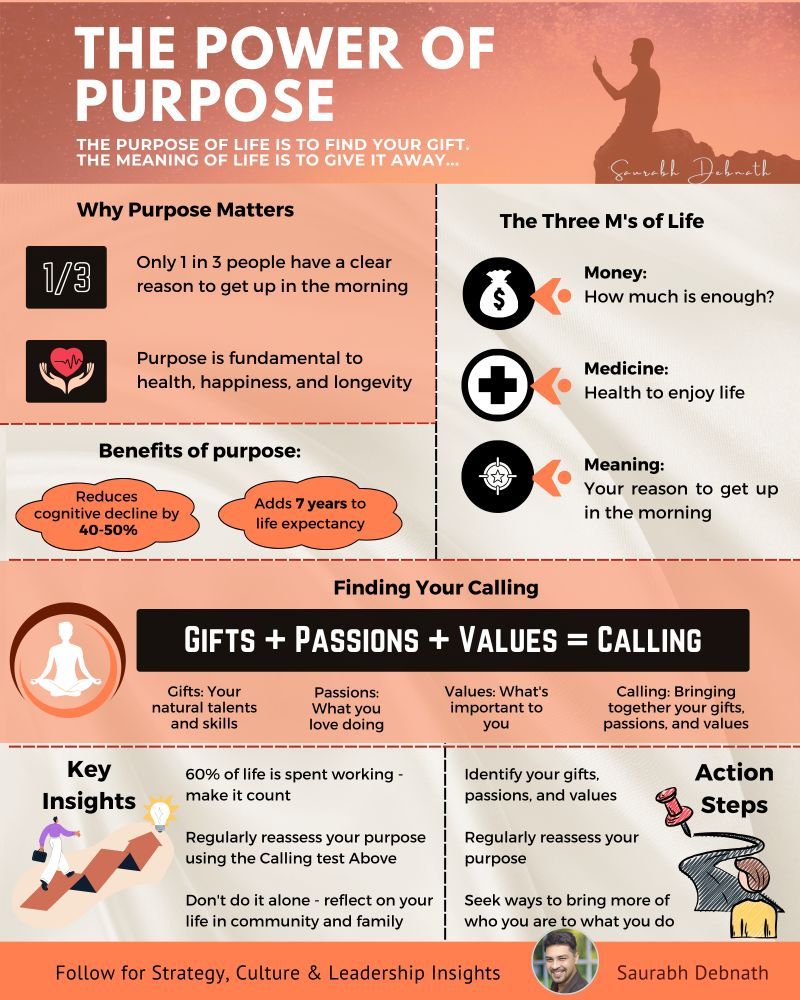 THE POWER OF
PURPOSE
THE PURPOSE OF LIFE IS TO FIND YOUR GIFT.
THE MEANING OF LIFE IS TO GIVE IT AWAY...
Saurabh Debnath
Why Purpose Matters
1/3
Only 1 in 3 people have a clear
reason to get up in the morning
Purpose is fundamental to
health, happiness, and longevity
Benefits of purpose:
Reduces
cognitive decline by
40-50%
Adds 7 years to
life expectancy
The Three M's of Life
$
Money:
How much is enough?
Medicine:
Health to enjoy life
Meaning:
Your reason to get up
in the morning
Finding Your Calling
GIFTS + PASSIONS + VALUES = CALLING
Gifts: Your
natural talents
and skills
Passions:
What you
love doing
Values: What's
important to
you
Calling: Bringing
together your gifts,
passions, and values
Key
Insights
60% of life is spent working -
make it count
Regularly reassess your purpose
using the Calling test Above
Don't do it alone - reflect on your
life in community and family
Action
Steps
Identify your gifts,
passions, and values
Regularly reassess your
purpose
Seek ways to bring more of
who you are to what you do
Follow for Strategy, Culture & Leadership Insights
Saurabh Debnath